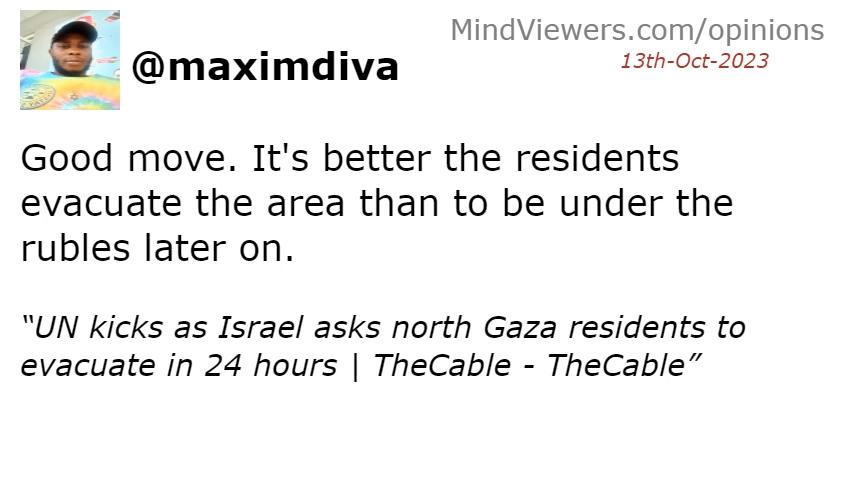 MindViewers.com/opinions
13th-Oct-2023
@maximdiva
Good move. It's better the residents
evacuate the area than to be under the
rubles later on.
“UN kicks as Israel asks north Gaza residents to
evacuate in 24 hours | TheCable - TheCable”